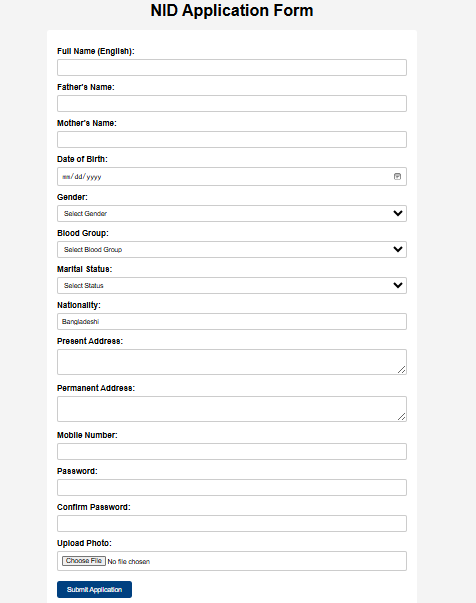 NID Application Form
Full Name (English):
Father's Name:
Mother's Name:
Date of Birth:
mm/dd/yyyy
Gender:
Select Gender
Blood Group:
Select Blood Group
Marital Status:
Select Status
Nationality:
Bangladeshi
Present Address:
Permanent Address:
Mobile Number:
Password:
Confirm Password:
Upload Photo:
Choose File No file chosen
Submit Application